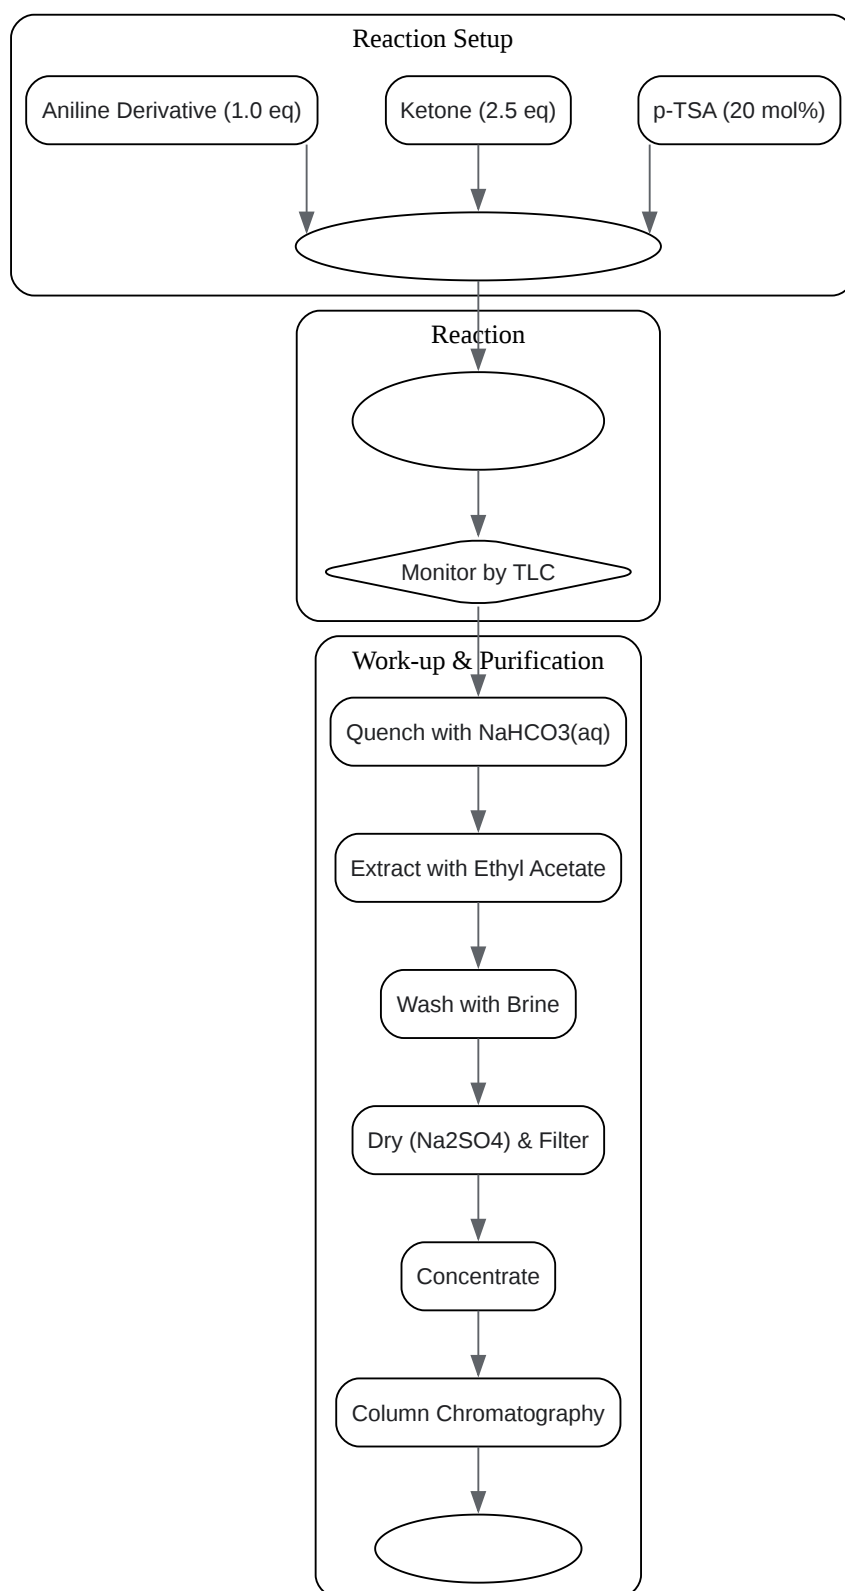 Reaction Setup
Aniline Derivative (1.0 eq)
Ketone (2.5 eq)
p-TSA (20 mol%)
Reaction
Monitor by TLC
Work-up & Purification
Quench with NaHCO3(aq)
Extract with Ethyl Acetate
Wash with Brine
Dry (Na2SO4) & Filter
Concentrate
Column Chromatography